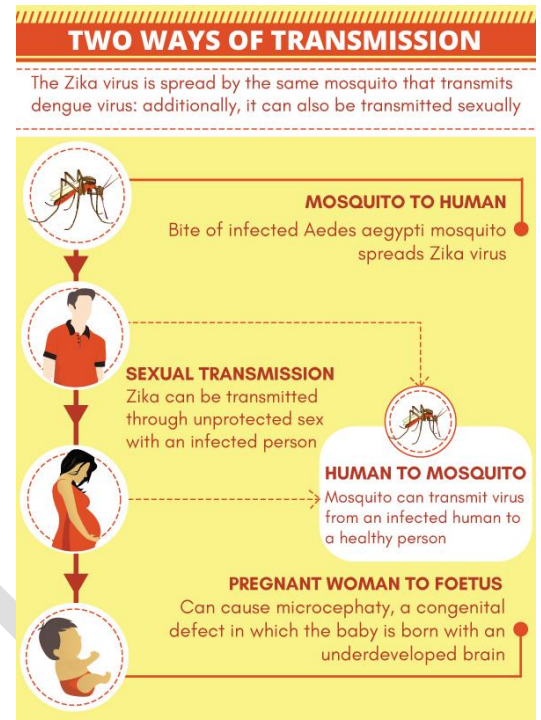 TWO WAYS OF TRANSMISSION
The Zika virus is spread by the same mosquito that transmits
dengue virus: additionally, it can also be transmitted sexually
MOSQUITO TO HUMAN
Bite of infected Aedes aegypti mosquito
spreads Zika virus
SEXUAL TRANSMISSION
Zika can be transmitted
through unprotected sex
with an infected person
HUMAN TO MOSQUITO
Mosquito can transmit virus
from an infected human to
a healthy person
PREGNANT WOMAN TO FOETUS
Can cause microcephaty, a congenital
defect in which the baby is born with an
underdeveloped brain